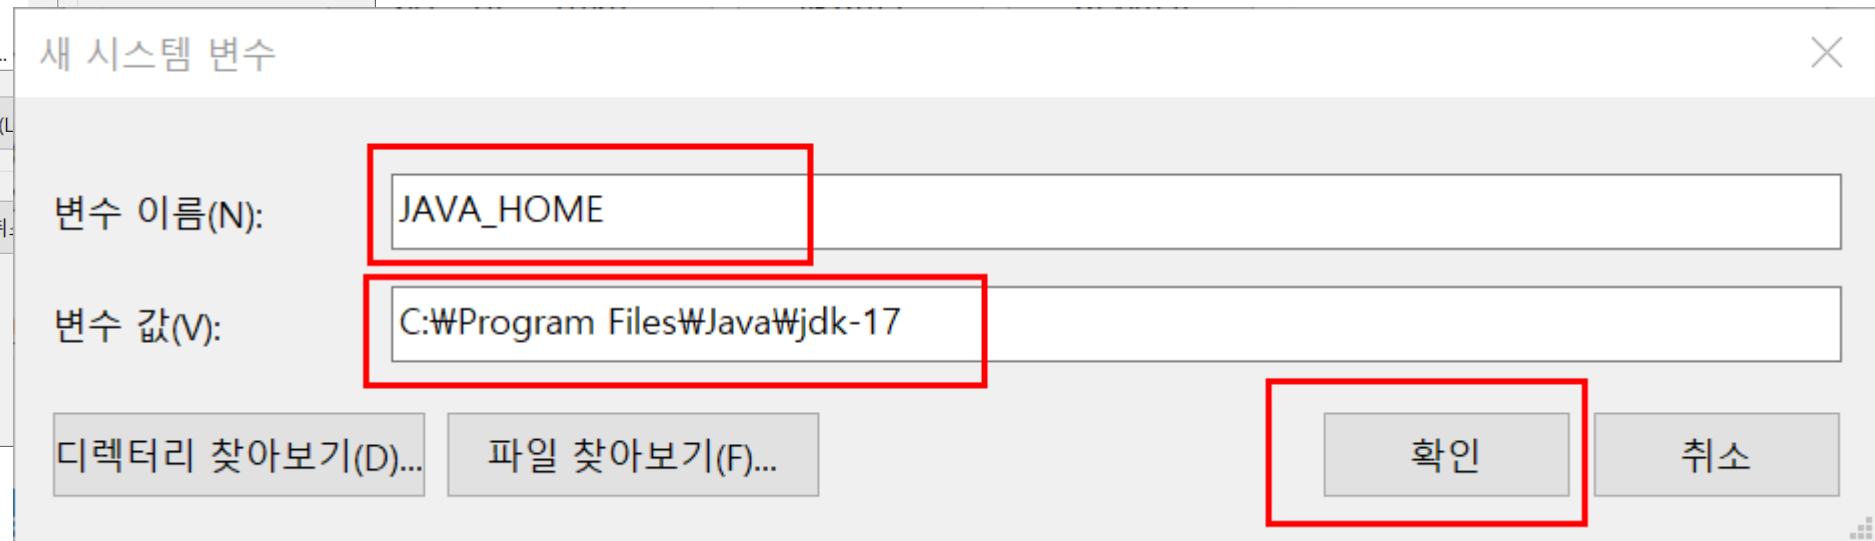 새 시스템 변수
변수 이름(N):
JAVA_HOME
변수 값(V):
C:₩Program Files₩Java₩jdk-17
디렉터리 찾아보기(D)...
파일 찾아보기(F)...
확인
취소